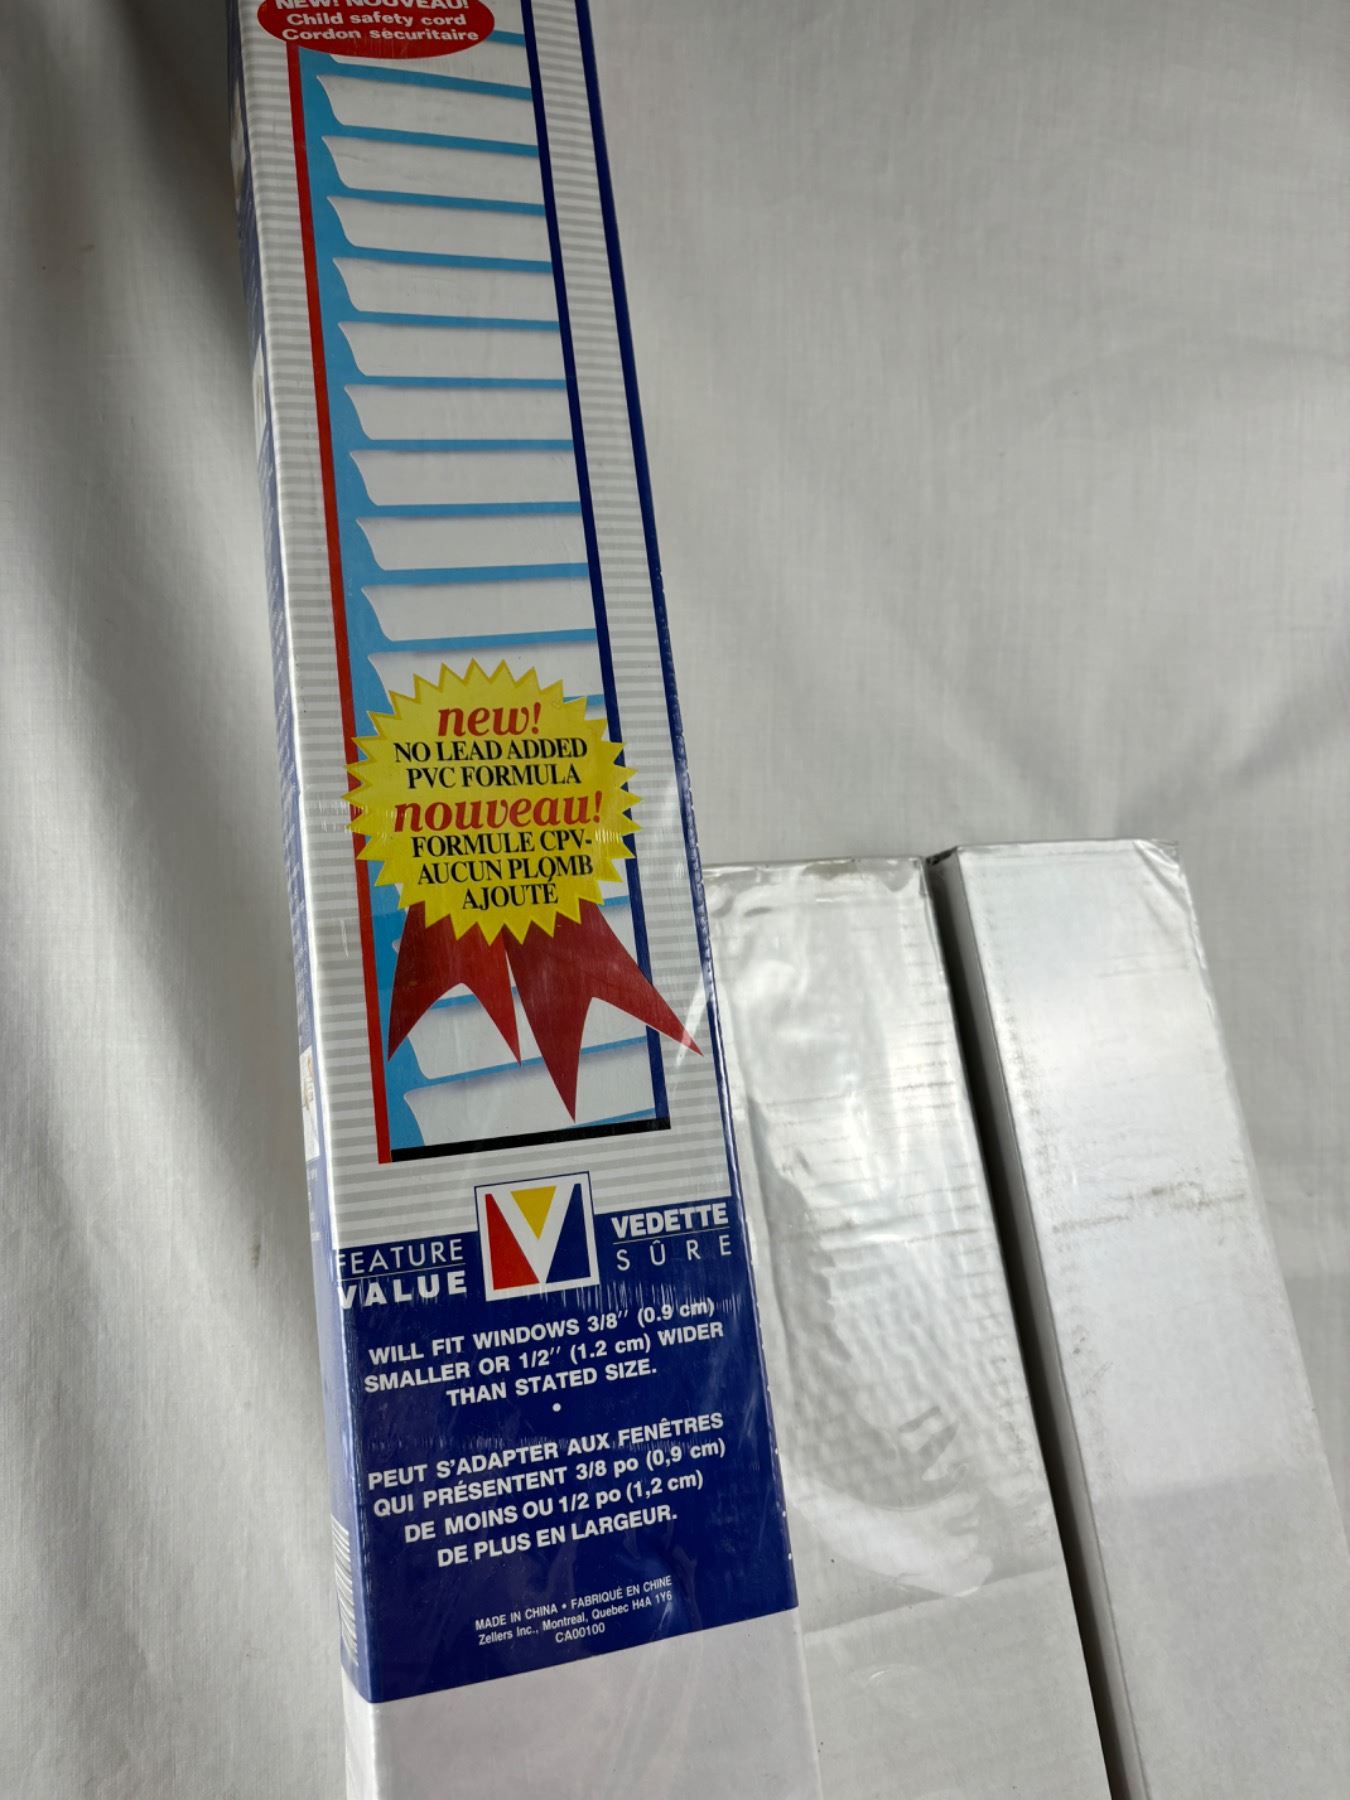 NEW! NOUVEAU!
Child safety cord
Cordon sécuritaire
new!
NO LEAD ADDED
PVC FORMULA
nouveau!
FORMULE CPV-
AUCUN PLOMB
AJOUTÉ
FEATURE
VALUE
VEDETTE
SÛRE
WILL FIT WINDOWS 3/8" (0.9 cm)
SMALLER OR 1/2" (1.2 cm) WIDER
THAN STATED SIZE.
•
PEUT S'ADAPTER AUX FENÊTRES
QUI PRÉSENTENT 3/8 po (0,9 cm)
DE MOINS OU 1/2 po (1,2 cm)
DE PLUS EN LARGEUR.
MADE IN CHINA • FABRIQUÉ EN CHINE
Zellers Inc., Montreal, Quebec H4A 1Y6
CA00100